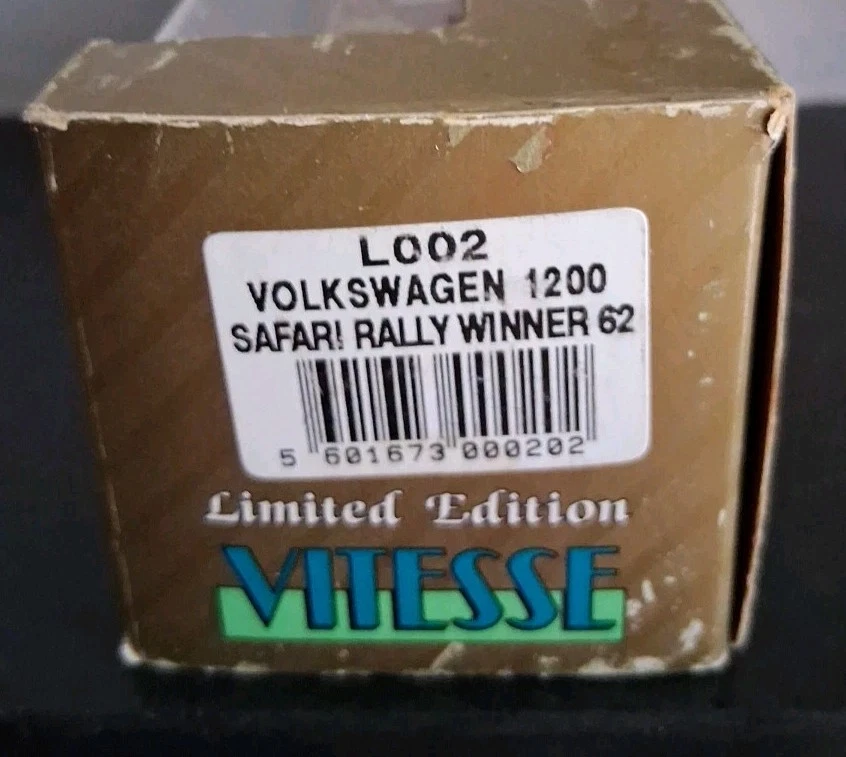 L002
VOLKSWAGEN 1200
SAFARI RALLY WINNER 62
5 601673 000202
Limited Edition
VITESSE